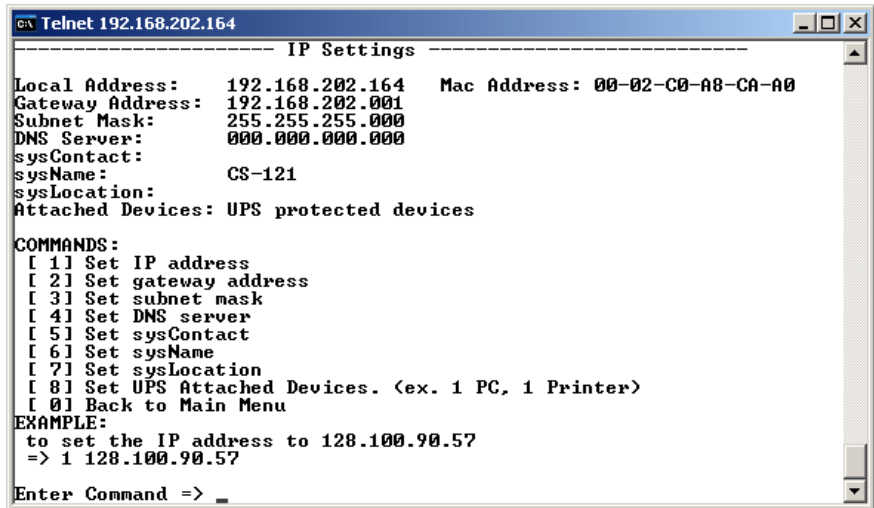 Telnet 192.168.202.164
---------------------- IP Settings ---------------------------
Local Address: 192.168.202.164 Mac Address: 00-02-C0-A8-CA-A0
Gateway Address: 192.168.202.001
Subnet Mask: 255.255.255.000
DNS Server: 000.000.000.000
sysContact:
sysName: CS-121
sysLocation:
Attached Devices: UPS protected devices
COMMANDS:
[ 1] Set IP address
[ 2] Set gateway address
[ 3] Set subnet mask
[ 4] Set DNS server
[ 5] Set sysContact
[ 6] Set sysName
[ 7] Set sysLocation
[ 8] Set UPS Attached Devices. (ex. 1 PC, 1 Printer)
[ 0] Back to Main Menu
EXAMPLE:
to set the IP address to 128.100.90.57
=> 1 128.100.90.57
Enter Command => _